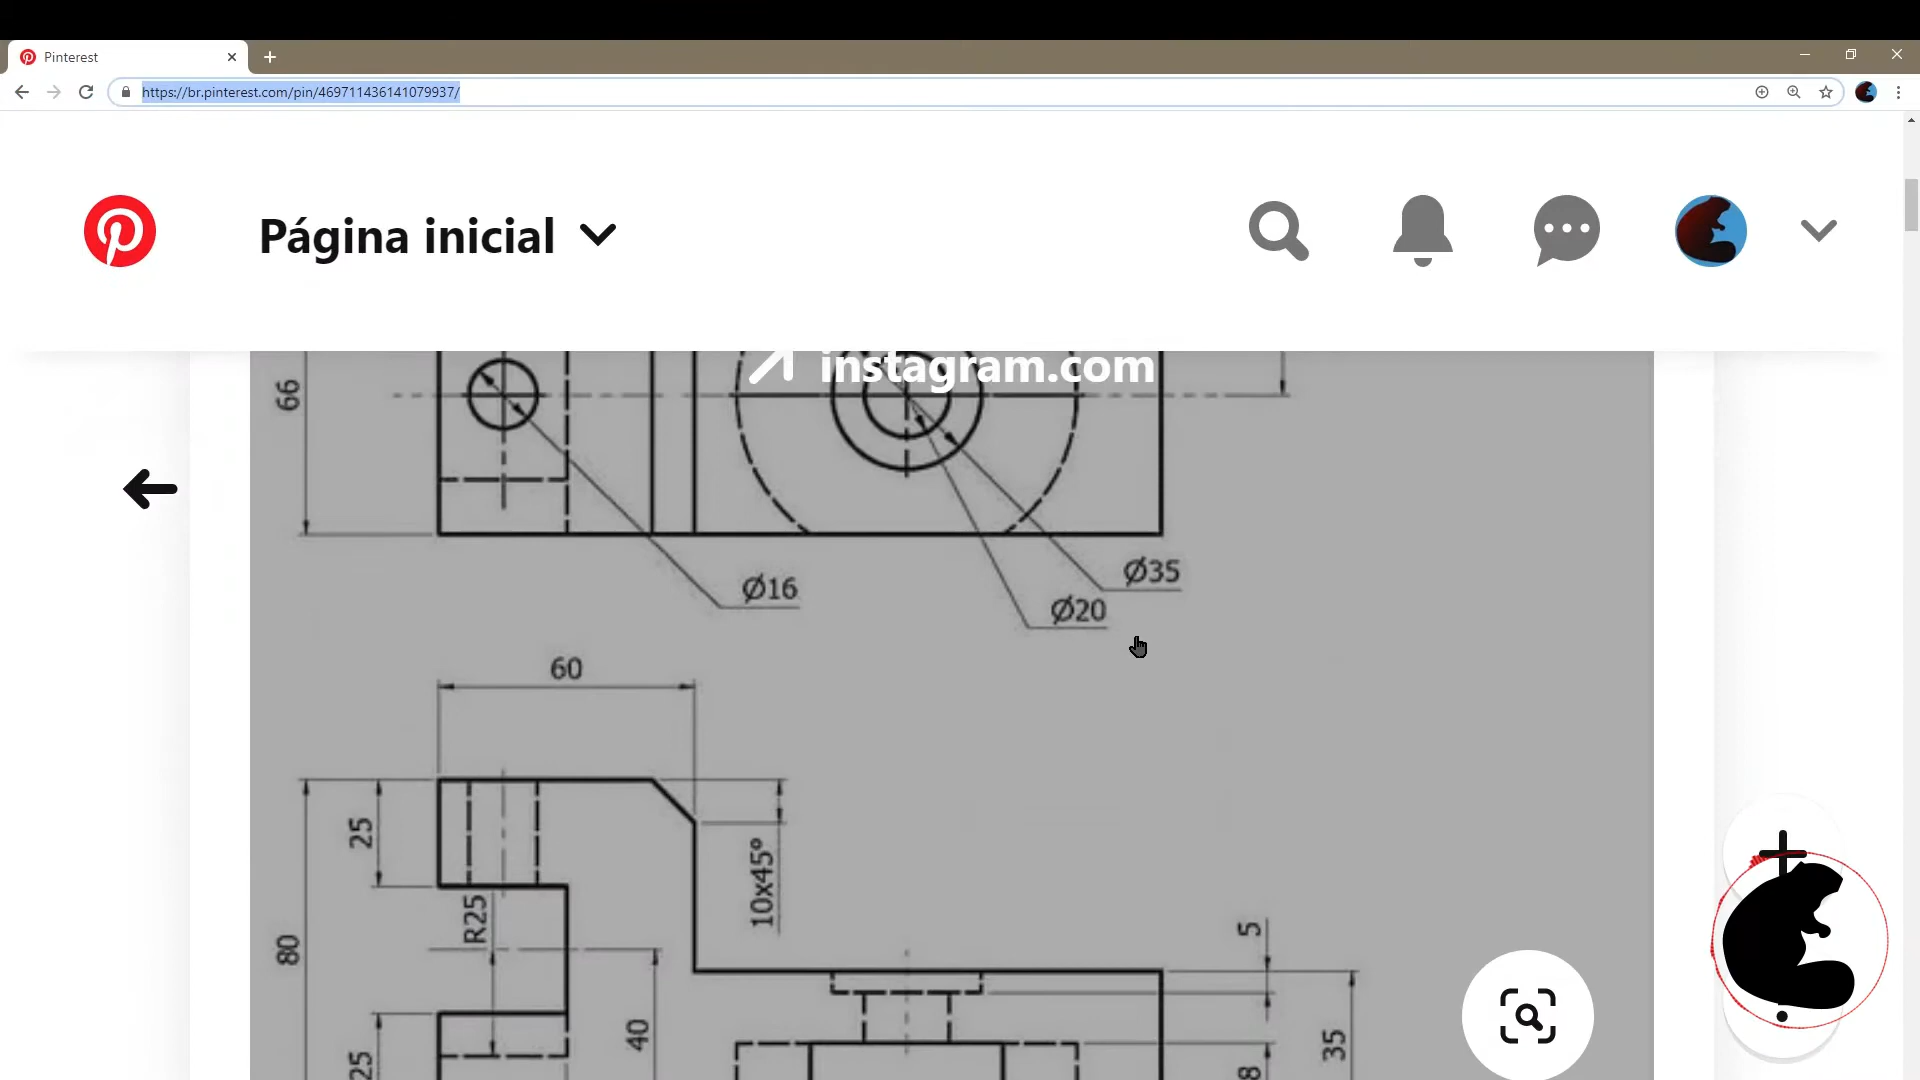 Pinterest
https://br.pinterest.com/pin/469711436141079937/
Página inicial
instagram.com
66
Ø16
Ø35
Ø20
60
25
10x45º
R25
80
5
40
35
25
8